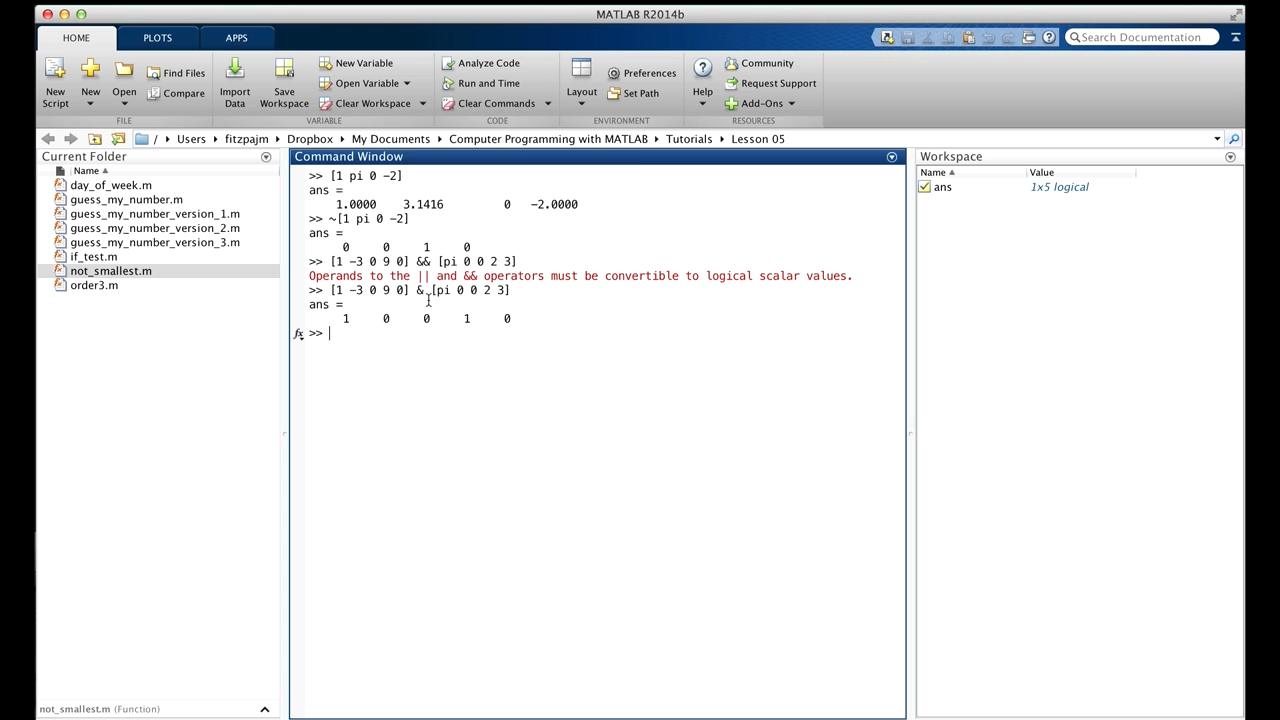 MATLAB R2014b
HOME PLOTS APPS Search Documentation
New Script
New
Open
Find Files
Compare
Import Data
Save Workspace
New Variable
Open Variable
Clear Workspace
Analyze Code
Run and Time
Clear Commands
Layout
Preferences
Set Path
Help
Community
Request Support
Add-Ons
FILE VARIABLE CODE ENVIRONMENT RESOURCES
/ Users fitzpajm Dropbox My Documents Computer Programming with MATLAB Tutorials Lesson 05
Current Folder
Name
day_of_week.m
guess_my_number.m
guess_my_number_version_1.m
guess_my_number_version_2.m
guess_my_number_version_3.m
if_test.m
not_smallest.m
order3.m
not_smallest.m (Function)
Command Window
>> [1 pi 0 -2]
ans =
1.0000 3.1416 0 -2.0000
>> ~[1 pi 0 -2]
ans =
0 0 1 0
>> [1 -3 0 9 0] && [pi 0 0 2 3]
Operands to the || and && operators must be convertible to logical scalar values.
>> [1 -3 0 9 0] & [pi 0 0 2 3]
ans =
1 0 0 1 0
fx >>
Workspace
Name Value
ans 1x5 logical